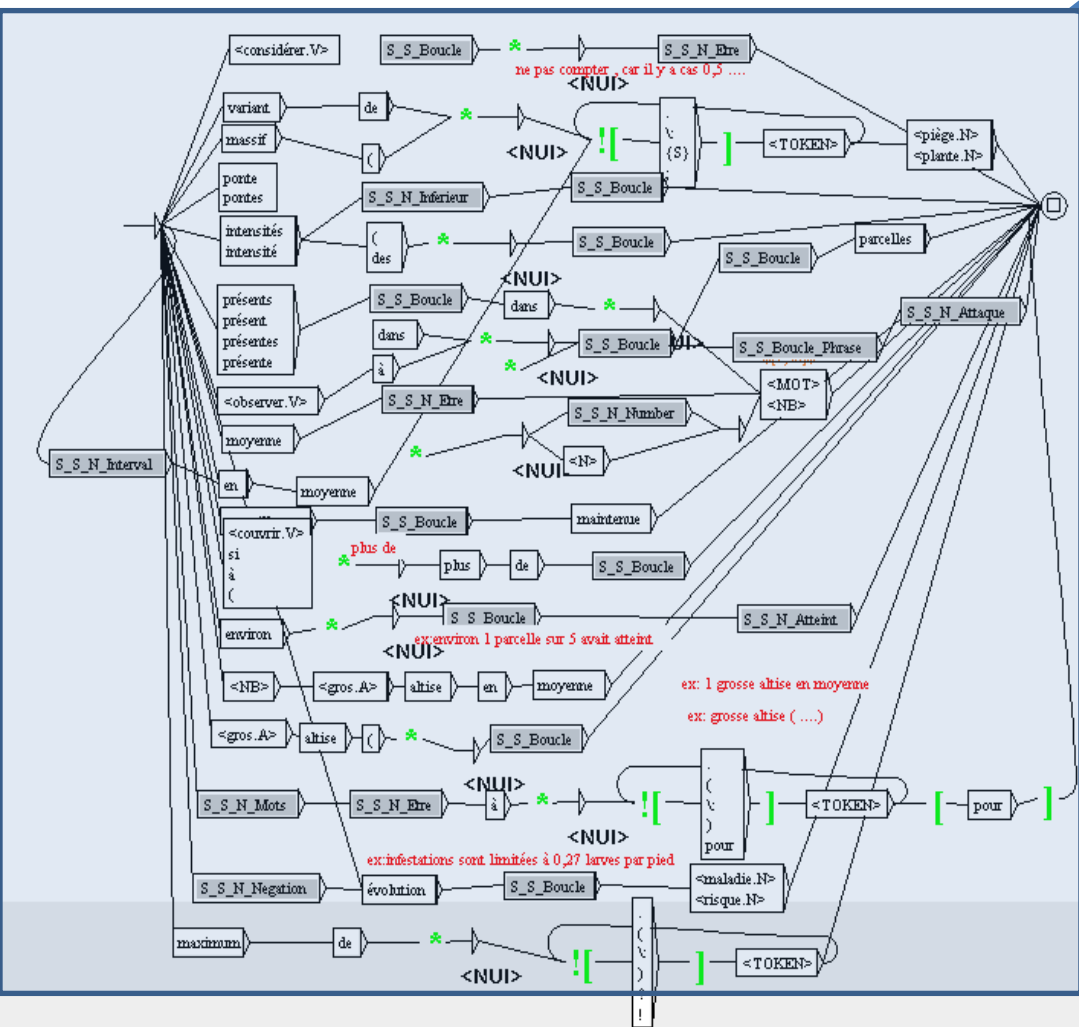 <considérer.V> S_S_Boucle * S_S_N_Etre
ne pas compter , car il y a cas 0,5 ....
<NUI>
variant de *
massif (
<NUI>
![ . \, {S} ; ] <TOKEN>
<piège.N>
<plante.N>
ponte
pontes
S_S_N_Inferieur S_S_Boucle
intensités
intensité
(
des
* S_S_Boucle
<NUI>
S_S_Boucle parcelles
présents
présent
présentes
présente
S_S_Boucle dans *
S_S_N_Attaque
dans * S_S_Boucle S_S_Boucle_Phrase
à * <NUI>
<MOT>
<NB>
<observer.V> S_S_N_Etre
moyenne * S_S_N_Number
<NUI> <N>
S_S_N_Interval en moyenne
S_S_Boucle maintenue
<couvrir.V>
si
à
(
plus de
* plus de S_S_Boucle
<NUI>
environ * S_S_Boucle S_S_N_Atteint
ex:environ 1 parcelle sur 5 avait atteint
<NUI>
<NB> <gros.A> altise en moyenne
ex: 1 grosse altise en moyenne
ex: grosse altise ( ....)
<gros.A> altise ( * S_S_Boucle
<NUI>
S_S_N_Mots S_S_N_Etre à *
![ . ( \, ) pour ] <TOKEN> [ pour ]
<NUI>
ex:infestations sont limitées à 0,27 larves par pied
S_S_N_Negation évolution S_S_Boucle
<maladie.N>
<risque.N>
maximum de *
<NUI>
![ . ( \, ) ! ] <TOKEN>